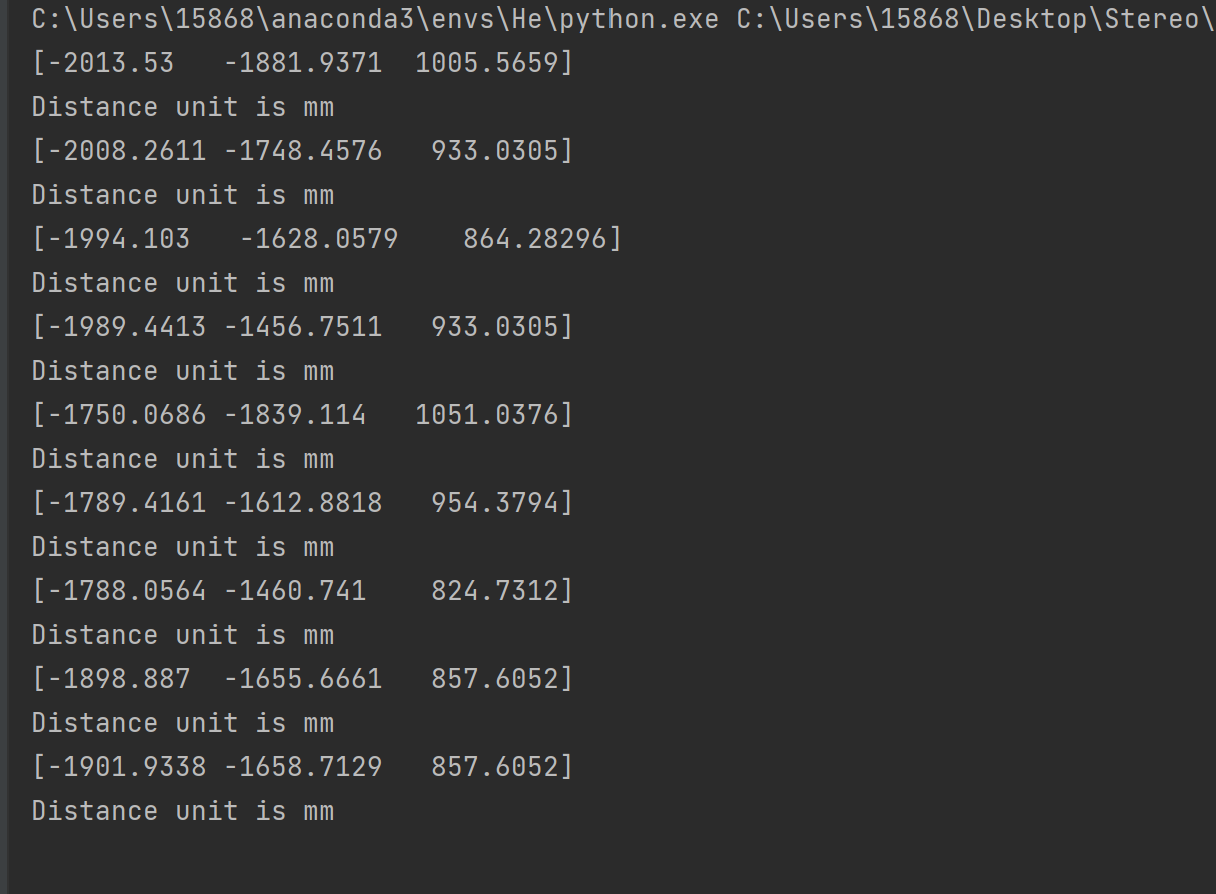 C:\Users\15868\anaconda3\envs\He\python.exe C:\Users\15868\Desktop\Stereo\
[-2013.53   -1881.9371  1005.5659]
Distance unit is mm
[-2008.2611 -1748.4576   933.0305]
Distance unit is mm
[-1994.103   -1628.0579    864.28296]
Distance unit is mm
[-1989.4413 -1456.7511   933.0305]
Distance unit is mm
[-1750.0686 -1839.114   1051.0376]
Distance unit is mm
[-1789.4161 -1612.8818   954.3794]
Distance unit is mm
[-1788.0564 -1460.741    824.7312]
Distance unit is mm
[-1898.887  -1655.6661   857.6052]
Distance unit is mm
[-1901.9338 -1658.7129   857.6052]
Distance unit is mm